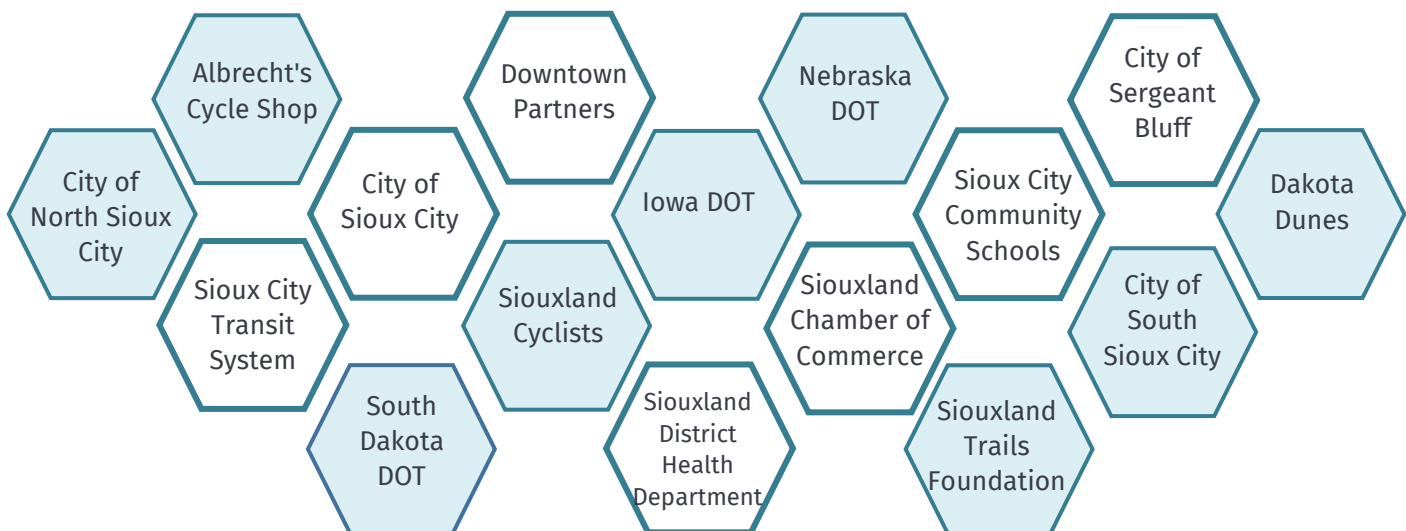 Albrecht's
Cycle Shop
Downtown
Partners
Nebraska
DOT
City of
Sergeant
Bluff
City of
North Sioux
City
City of
Sioux City
Iowa DOT
Sioux City
Community
Schools
Dakota
Dunes
Sioux City
Transit
System
Siouxland
Cyclists
Siouxland
Chamber of
Commerce
City of
South
Sioux City
South
Dakota
DOT
Siouxland
District
Health
Department
Siouxland
Trails
Foundation